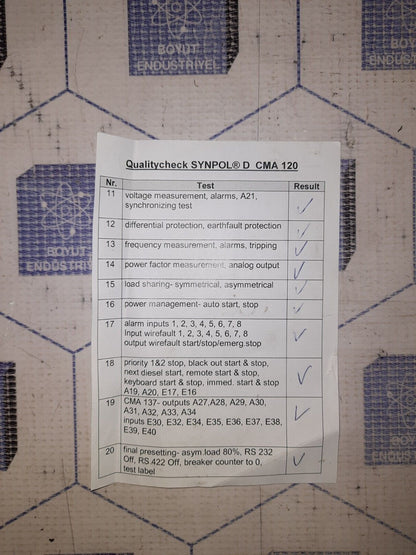 BOYUT
ENDUSTRIYEL
BOYUT
ENDUSTRIYEL
Qualitycheck SYNPOL® D CMA 120
Nr. Test Result
11 voltage measurement, alarms, A21,
synchronizing test
12 differential protection, earthfault protection
13 frequency measurement, alarms, tripping
14 power factor measurement, analog output
15 load sharing- symmetrical, asymmetrical
16 power management- auto start, stop
17 alarm inputs 1, 2, 3, 4, 5, 6, 7, 8
Input wirefault 1, 2, 3, 4, 5, 6, 7, 8
output wirefault start/stop/emerg.stop
18 priority 1&2 stop, black out start & stop,
next diesel start, remote start & stop,
keyboard start & stop, immed. start & stop
A19, A20, E17, E16
19 CMA 137- outputs A27,A28, A29, A30,
A31, A32, A33, A34
inputs E30, E32, E34, E35, E36, E37, E38,
E39, E40
20 final presetting- asym.load 80%, RS 232
Off, RS 422 Off, breaker counter to 0,
test label
BOYUT
ENDUSTRIYEL